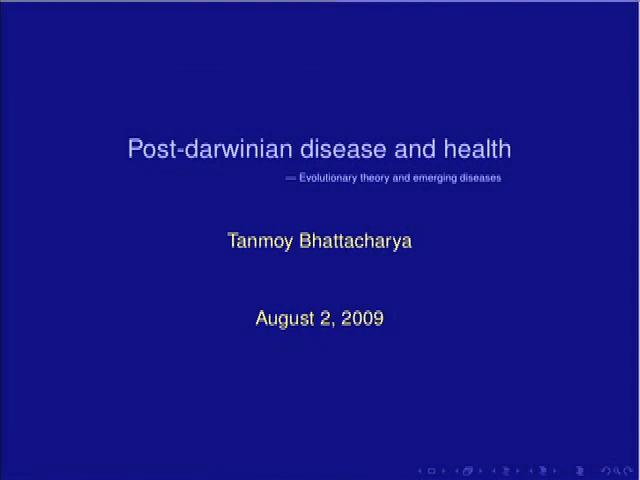 Post-darwinian disease and health
— Evolutionary theory and emerging diseases
Tanmoy Bhattacharya
August 2, 2009